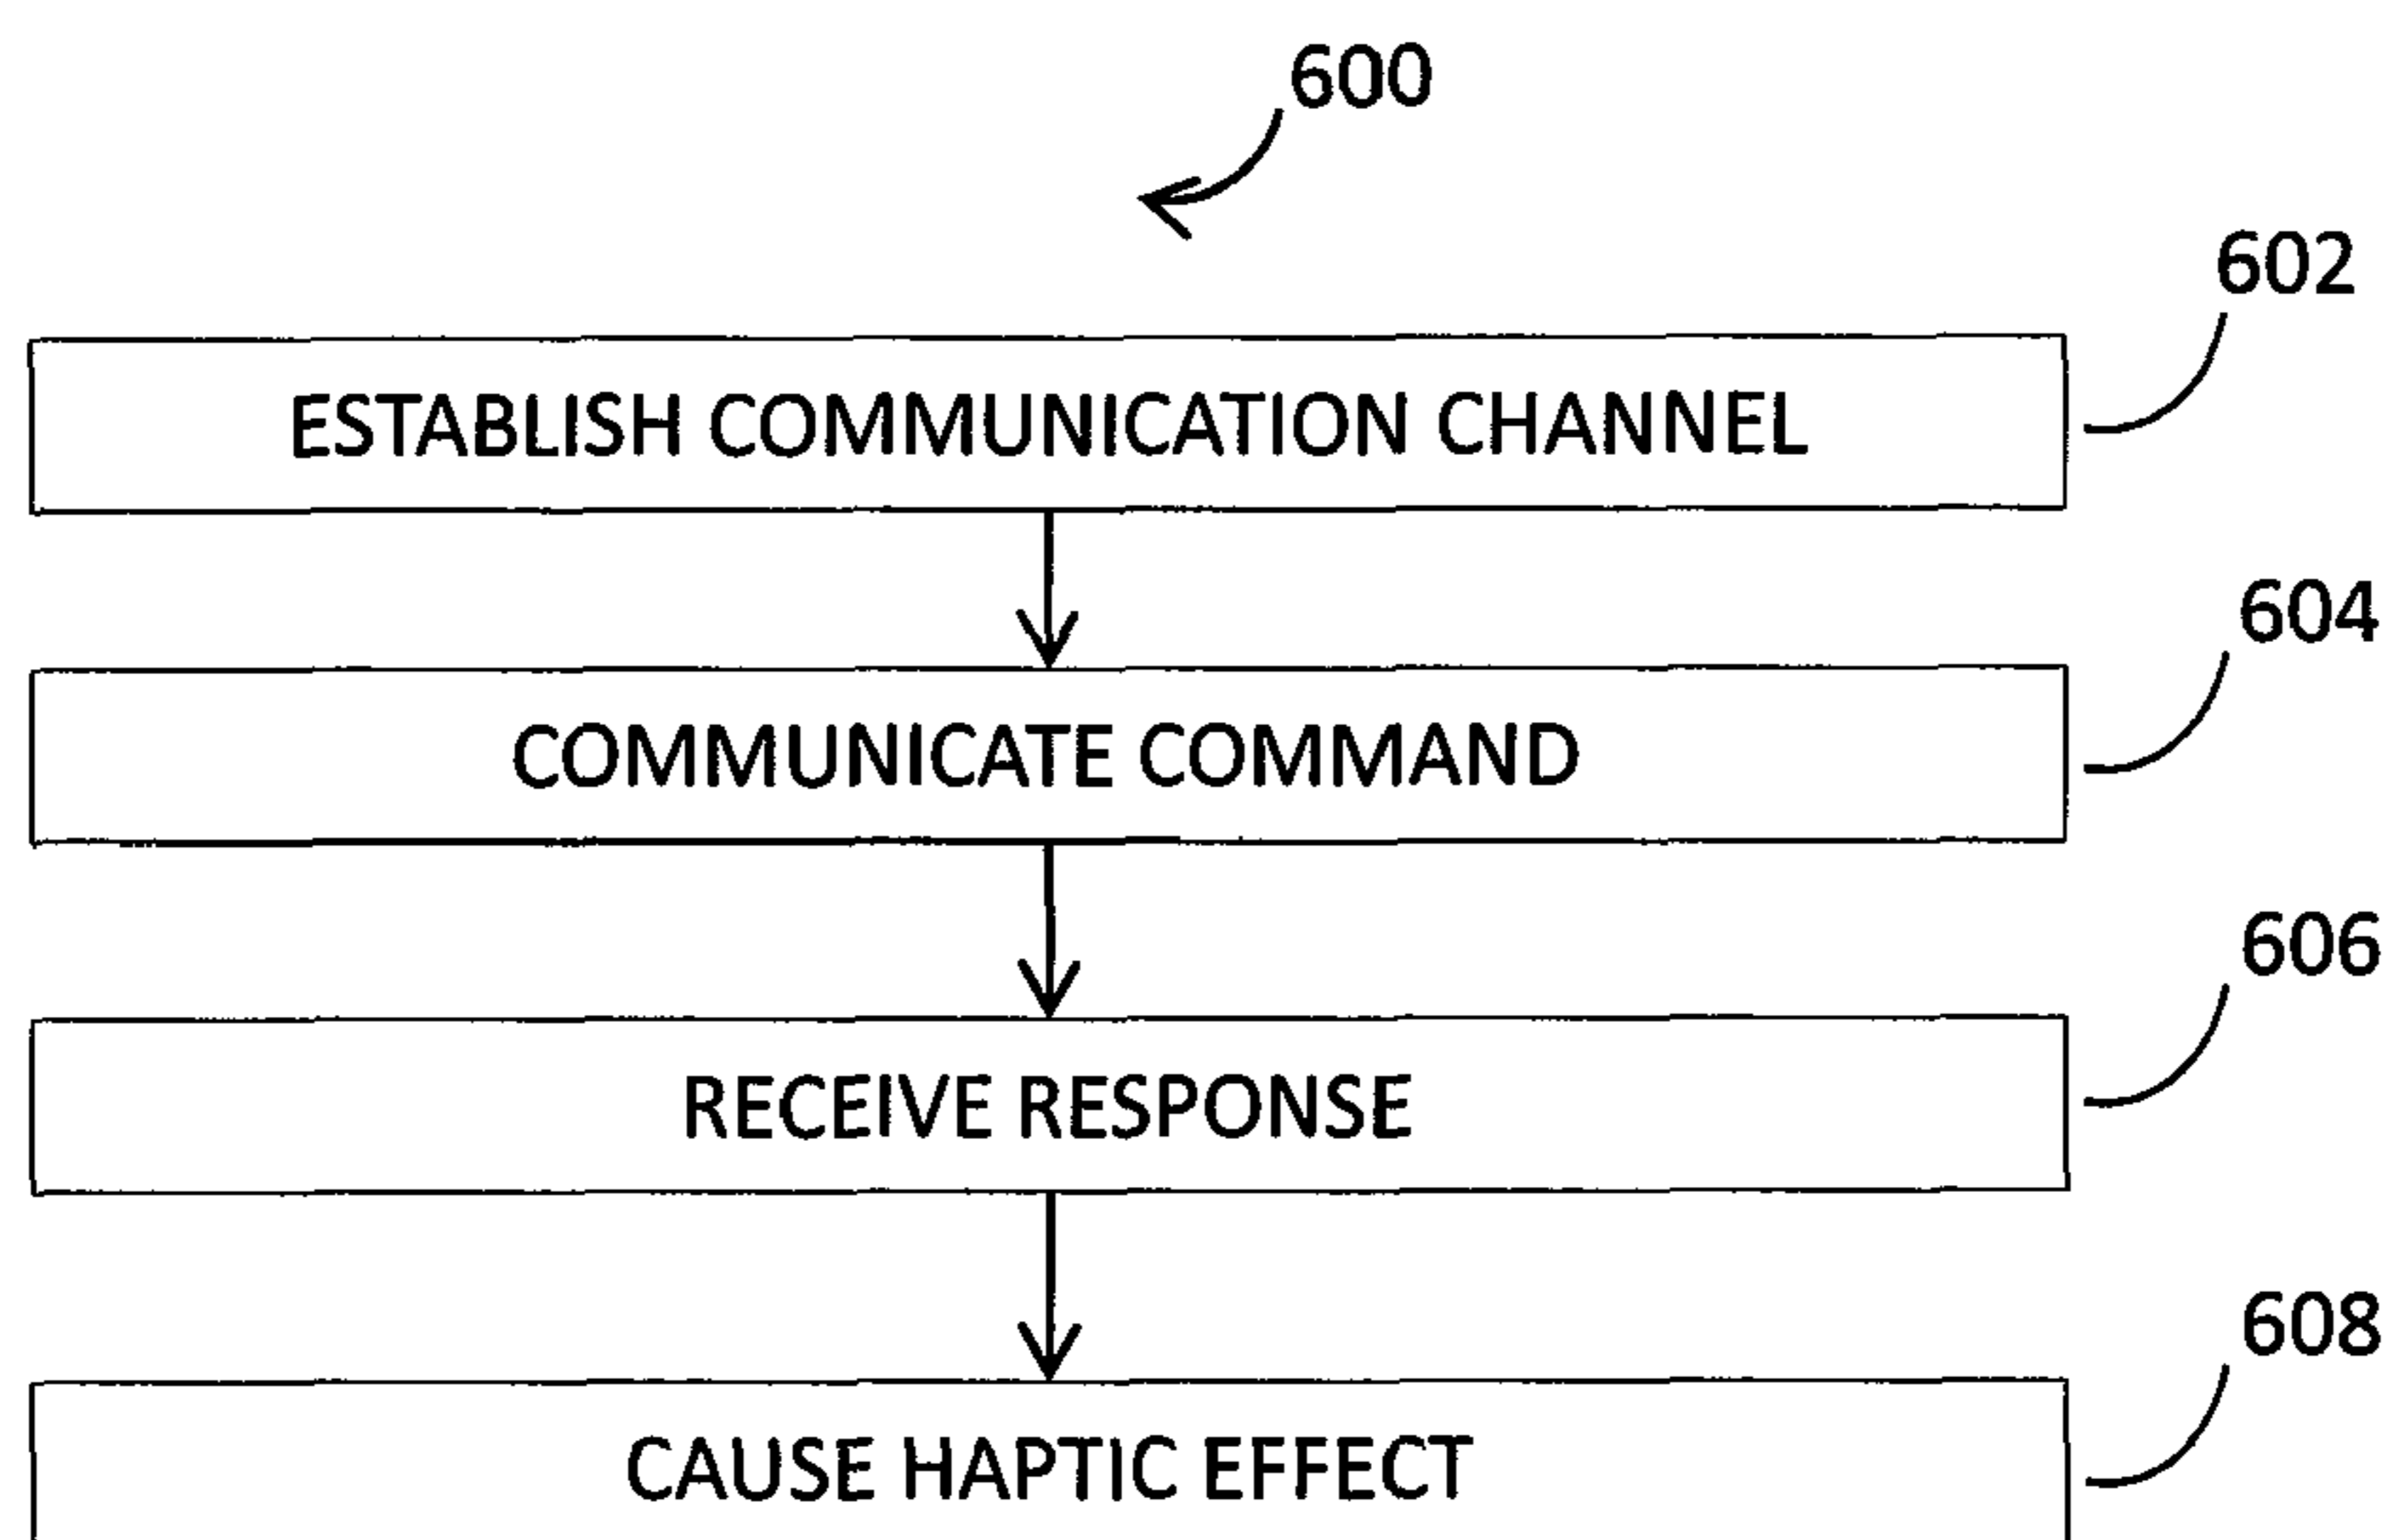 600
602
ESTABLISH COMMUNICATION CHANNEL
604
COMMUNICATE COMMAND
606
RECEIVE RESPONSE
608
CAUSE HAPTIC EFFECT